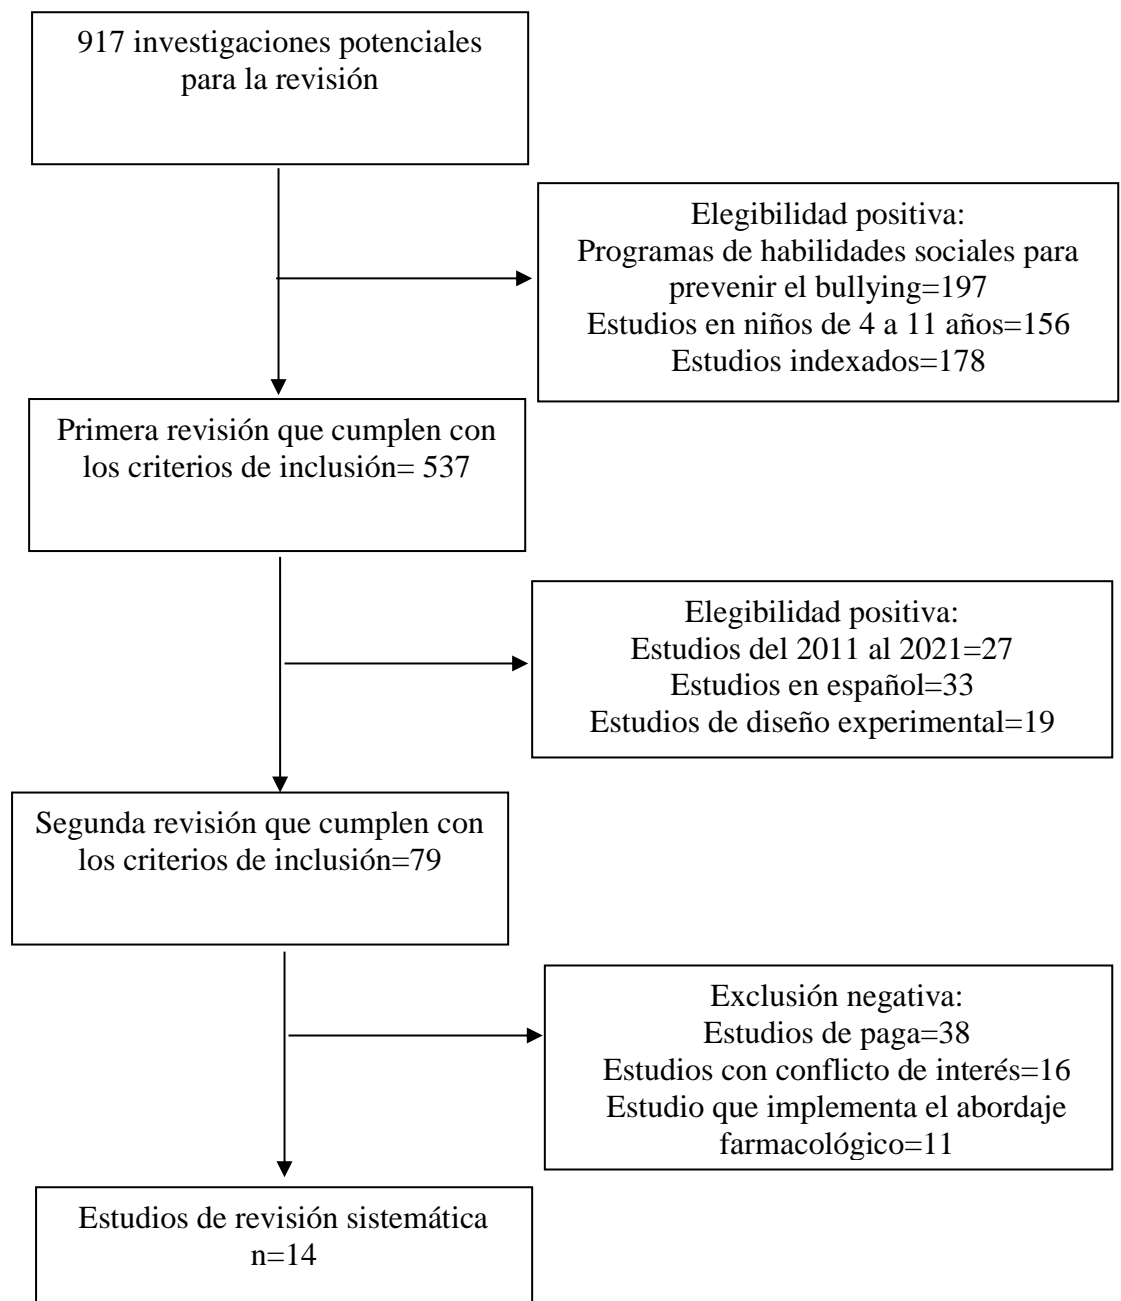 917 investigaciones potenciales
para la revisión
Elegibilidad positiva:
Programas de habilidades sociales para
prevenir el bullying=197
Estudios en niños de 4 a 11 años=156
Estudios indexados=178
Primera revisión que cumplen con
los criterios de inclusión= 537
Elegibilidad positiva:
Estudios del 2011 al 2021=27
Estudios en español=33
Estudios de diseño experimental=19
Segunda revisión que cumplen con
los criterios de inclusión=79
Exclusión negativa:
Estudios de paga=38
Estudios con conflicto de interés=16
Estudio que implementa el abordaje
farmacológico=11
Estudios de revisión sistemática
n=14